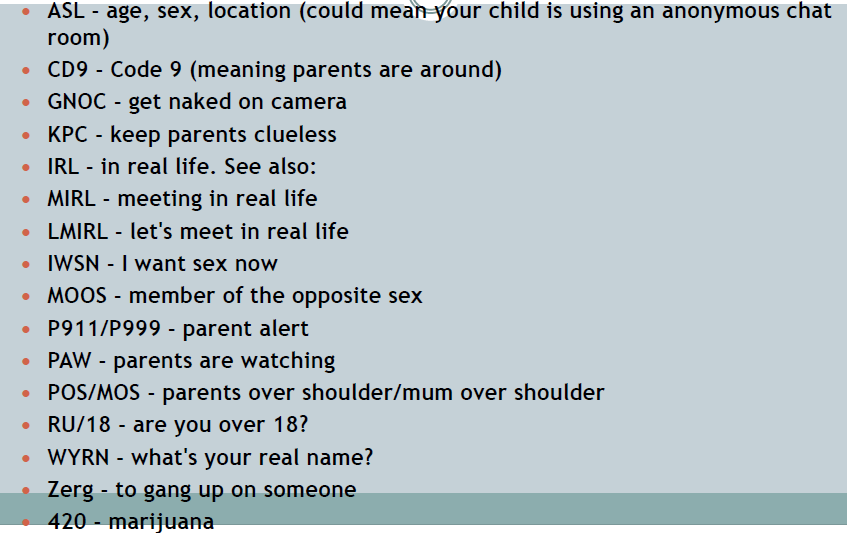 • ASL - age, sex, location (could mean your child is using an anonymous chat
room)
• CD9 - Code 9 (meaning parents are around)
• GNOC - get naked on camera
• KPC - keep parents clueless
• IRL - in real life. See also:
• MIRL - meeting in real life
• LMIRL - let's meet in real life
• IWSN - I want sex now
• MOOS - member of the opposite sex
• P911/P999 - parent alert
• PAW - parents are watching
• POS/MOS - parents over shoulder/mum over shoulder
• RU/18 - are you over 18?
• WYRN - what's your real name?
• Zerg - to gang up on someone
• 420 - marijuana